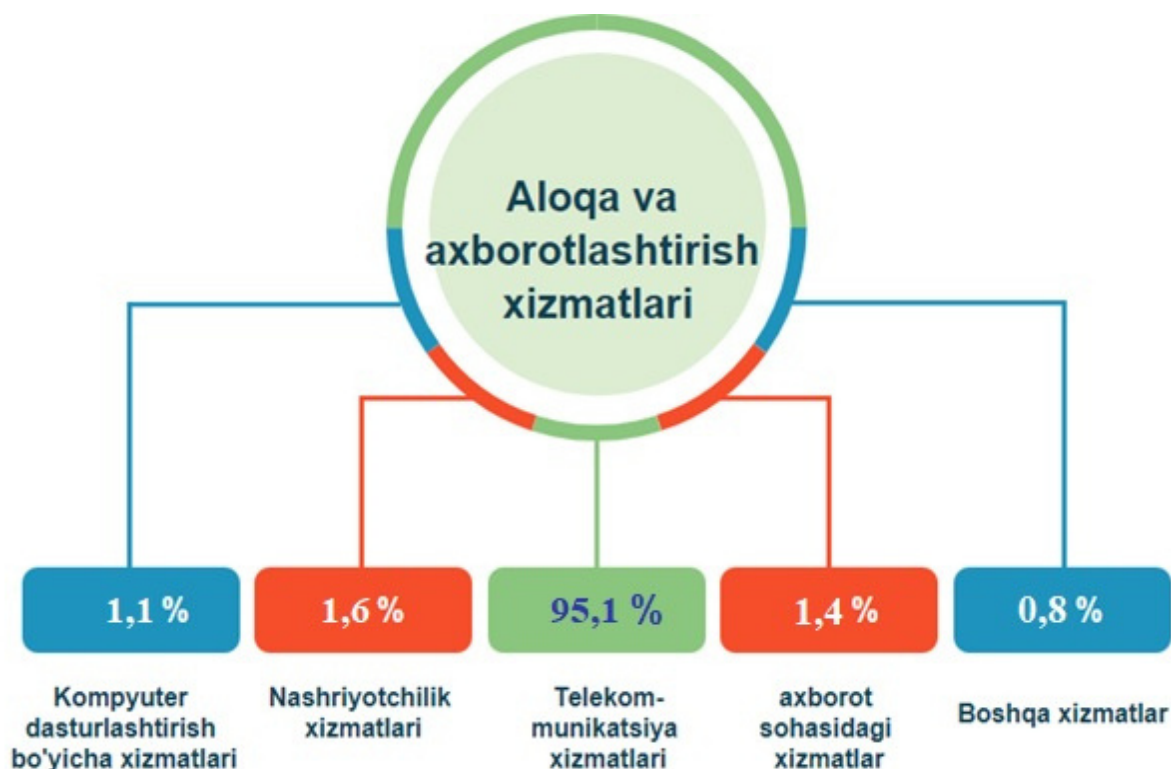 Aloqa va
axborotlashtirish
xizmatlari
1,1 %
1,6 %
95,1 %
1,4 %
0,8 %
Kompyuter
dasturlashtirish
bo'yicha xizmatlari
Nashriyotchilik
xizmatlari
Telekom-
munikatsiya
xizmatlari
axborot
sohasidagi
xizmatlar
Boshqa xizmatlar